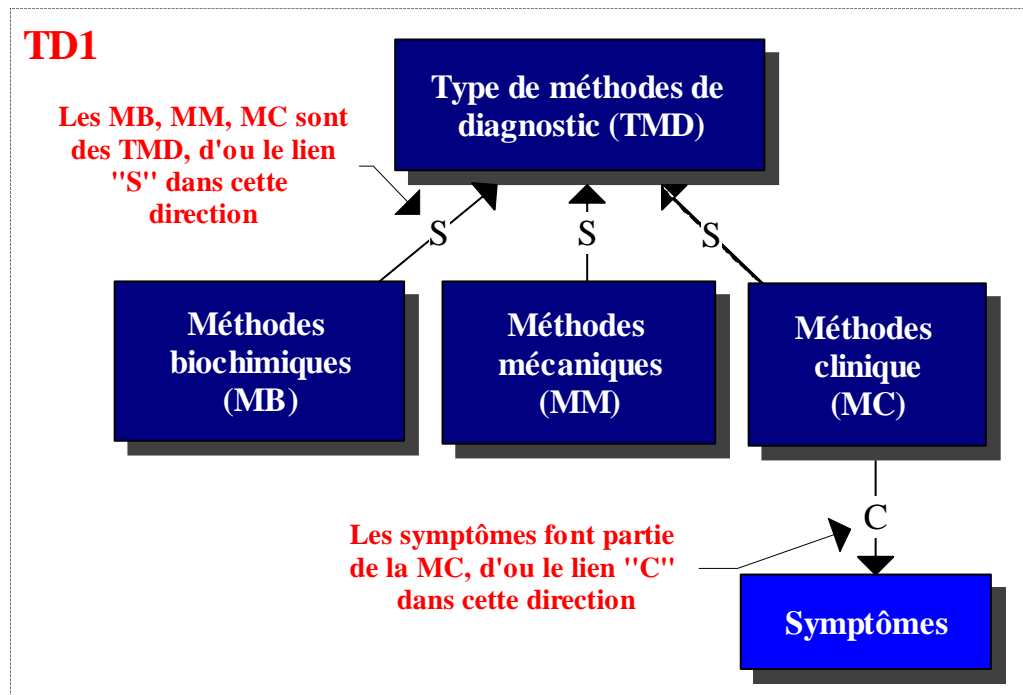 TD1
Type de méthodes de
diagnostic (TMD)
Les MB, MM, MC sont
des TMD, d'ou le lien
"S" dans cette
direction
S
S
S
Méthodes
biochimiques
(MB)
Méthodes
mécaniques
(MM)
Méthodes
clinique
(MC)
C
Les symptômes font partie
de la MC, d'ou le lien "C"
dans cette direction
Symptômes